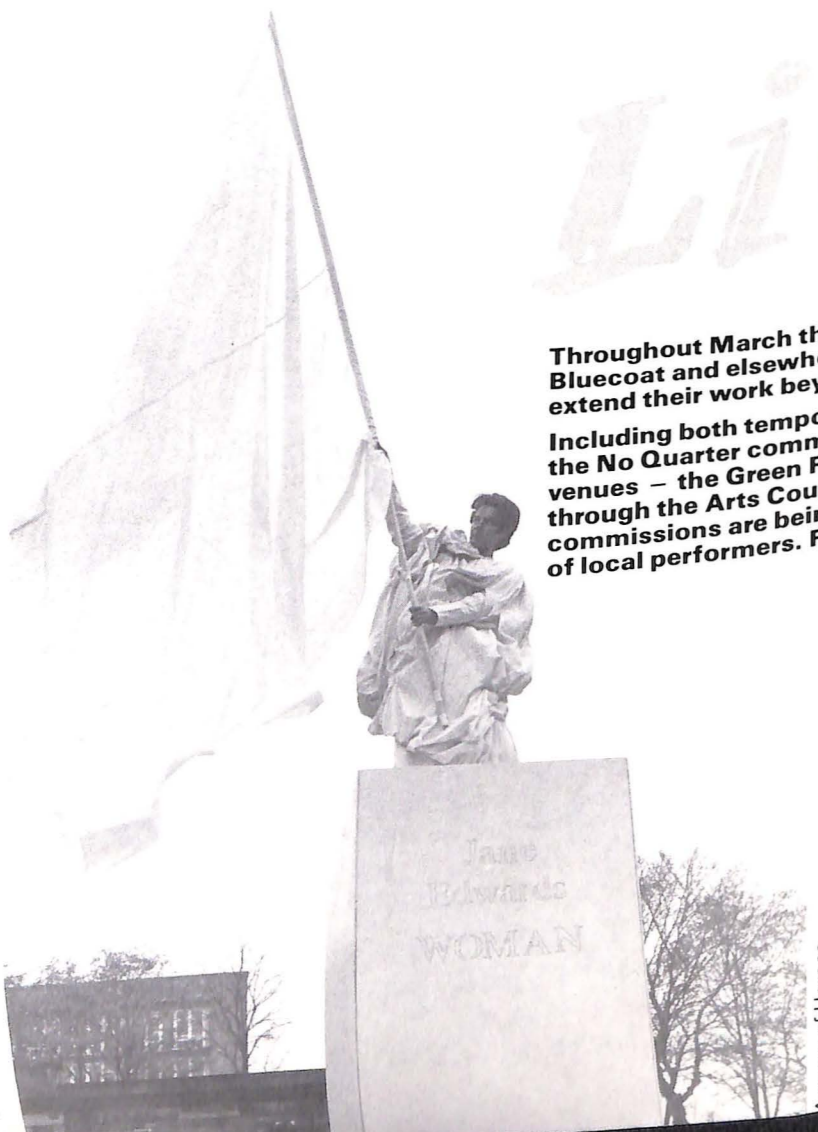 Li
Throughout March th
Bluecoat and elsewhe
extend their work bey
Including both tempo
the No Quarter comm
venues – the Green
through the Arts Cou
commissions are bein
of local performers.
Jane
Edwards
WOMAN